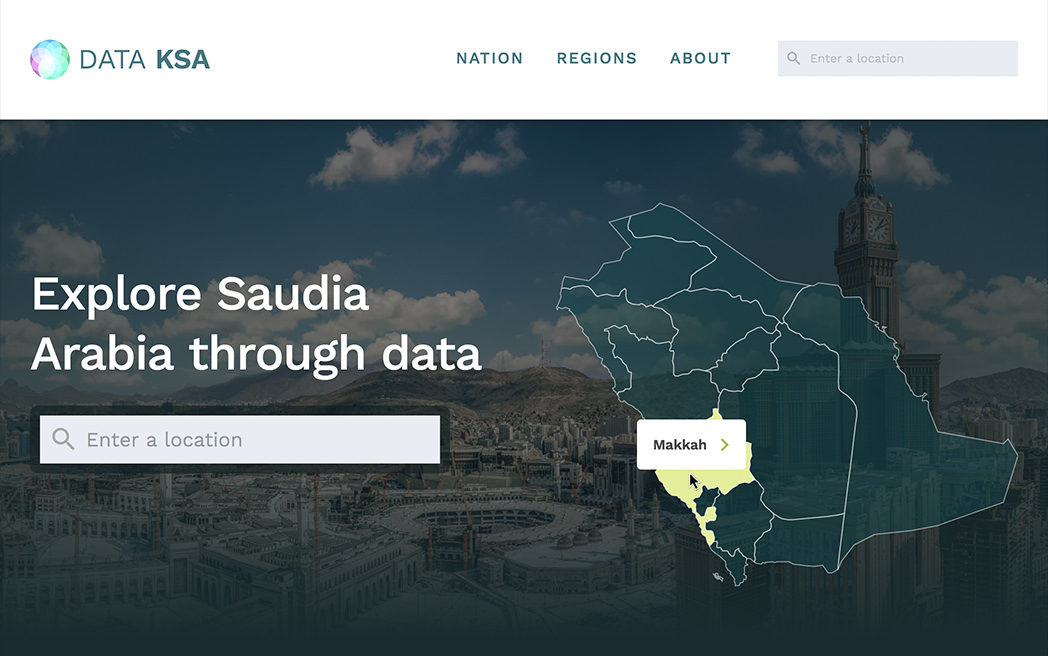 DATA KSA
NATION REGIONS ABOUT
Enter a location
Explore Saudia
Arabia through data
Enter a location
Makkah